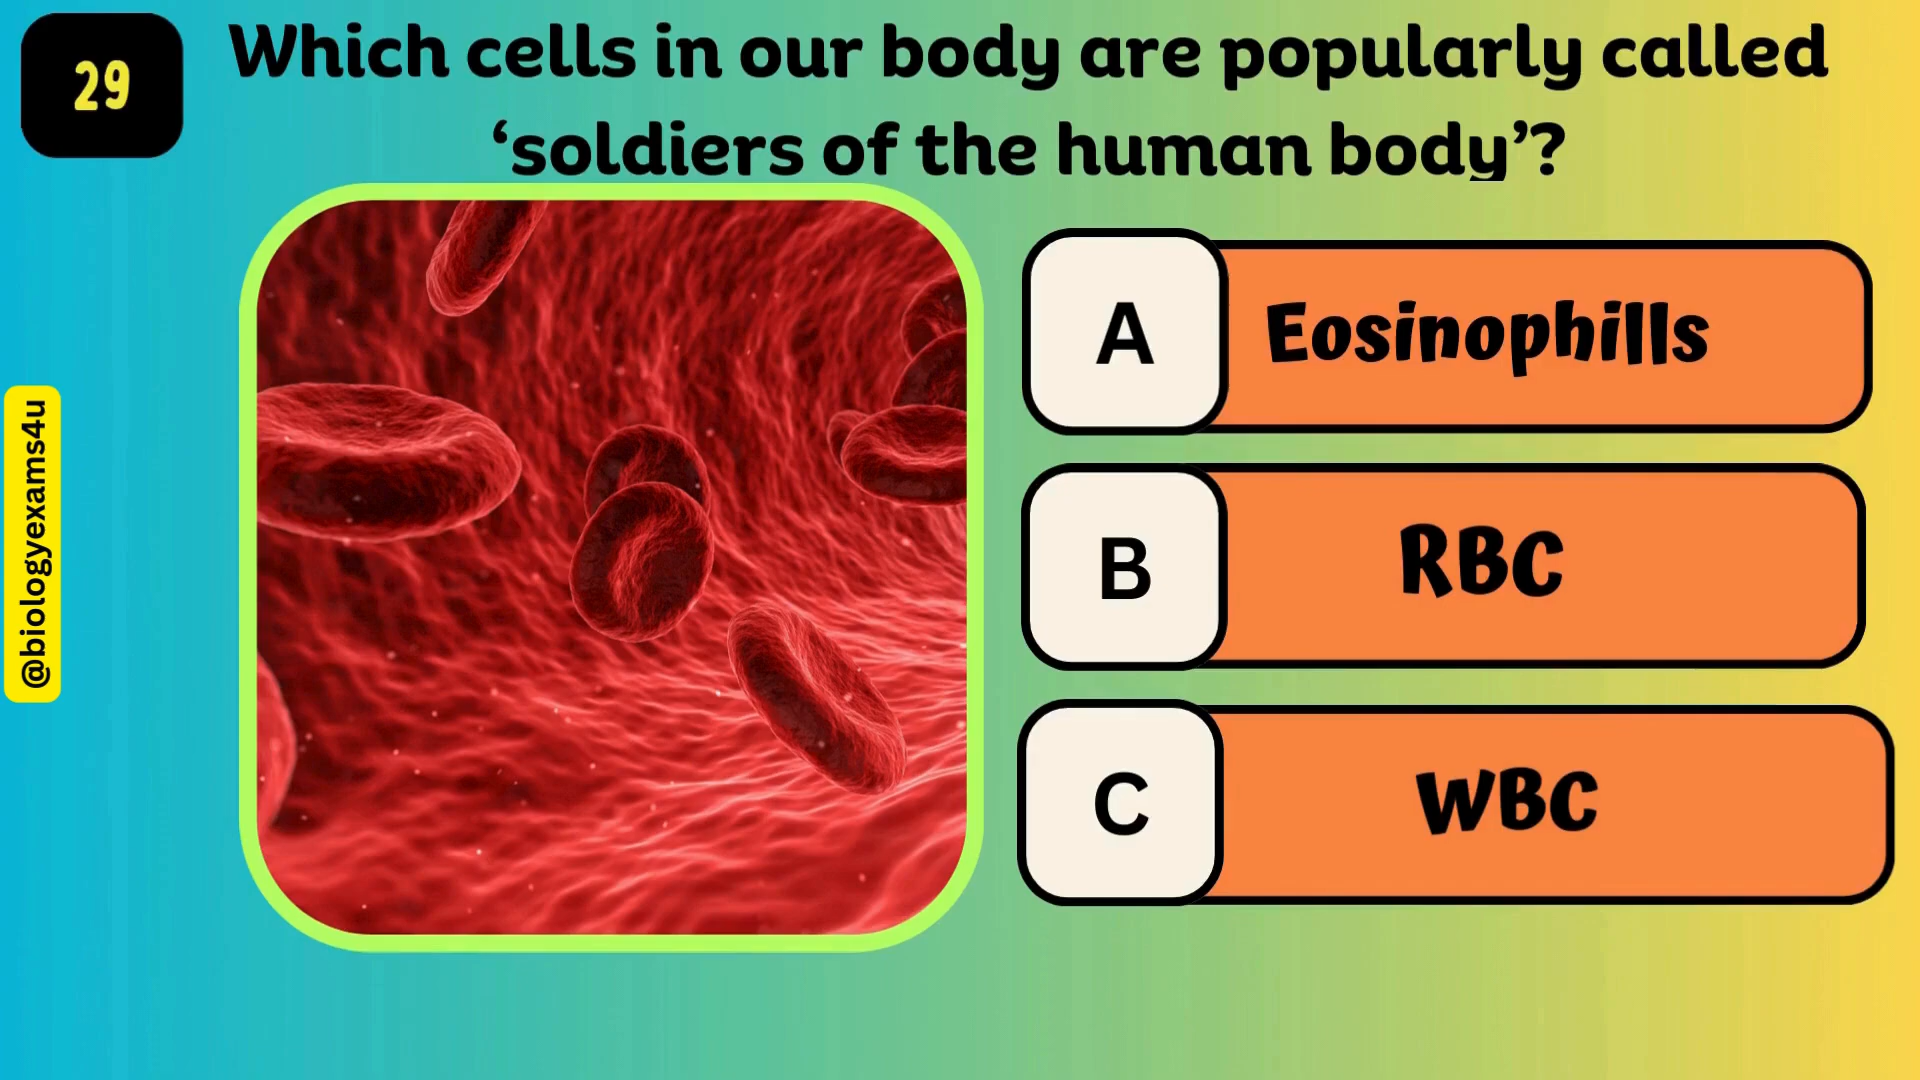 29
Which cells in our body are popularly called
‘soldiers of the human body’?
A
Eosinophills
B
RBC
C
WBC
@biologyexams4u